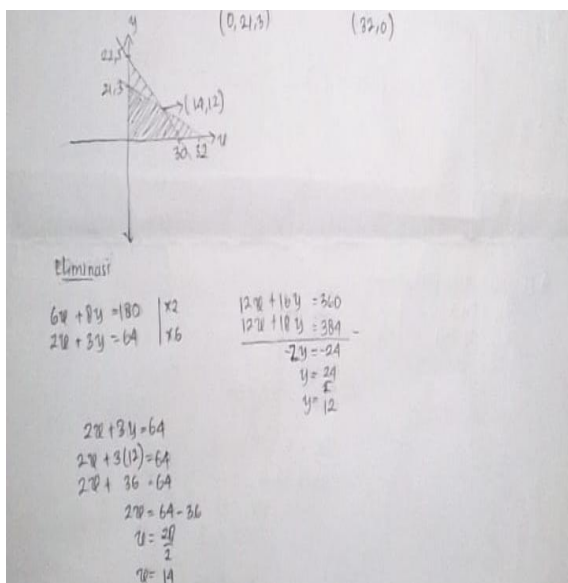 (0,21,3) (32,0)
y
22,5
21,3
(14,12)
30, 32 x
Eliminasi
6x + 8y = 180 | x2
2x + 3y = 64 | x6
12x + 16y = 360
12x + 18y = 384 -
-2y = -24
y = 24
2
y = 12
2x + 3y = 64
2x + 3(12) = 64
2x + 36 = 64
2x = 64 - 36
x = 28
2
x = 14